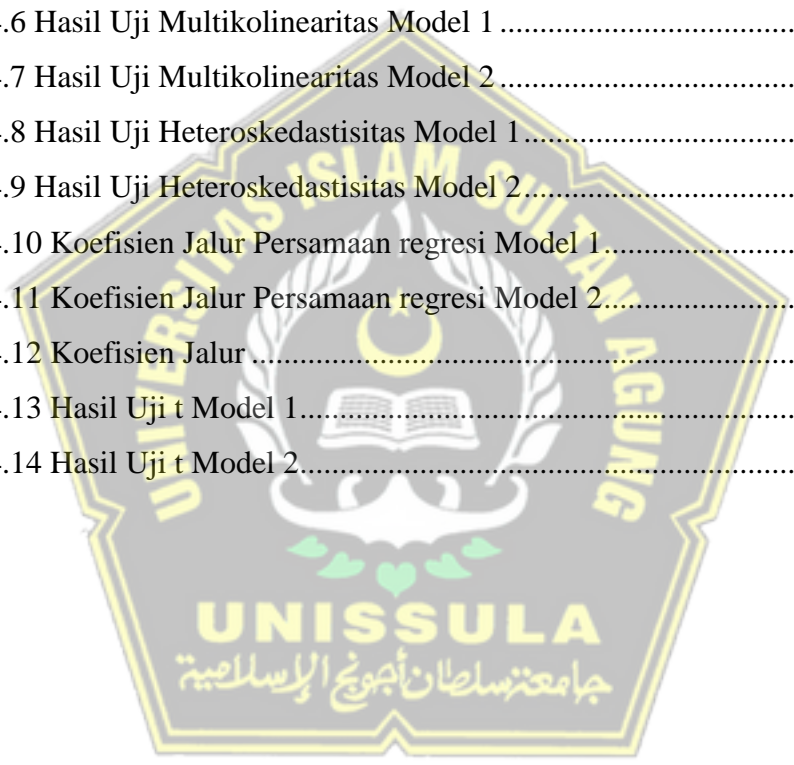 .6 Hasil Uji Multikolinearitas Model 1
.7 Hasil Uji Multikolinearitas Model 2
.8 Hasil Uji Heteroskedastisitas Model 1
.9 Hasil Uji Heteroskedastisitas Model 2
.10 Koefisien Jalur Persamaan regresi Model 1
.11 Koefisien Jalur Persamaan regresi Model 2
.12 Koefisien Jalur
.13 Hasil Uji t Model 1
.14 Hasil Uji t Model 2
UNIVERSITAS ISLAM SULTAN AGUNG
UNISSULA
جامعة سلطان أجونج الإسلامية